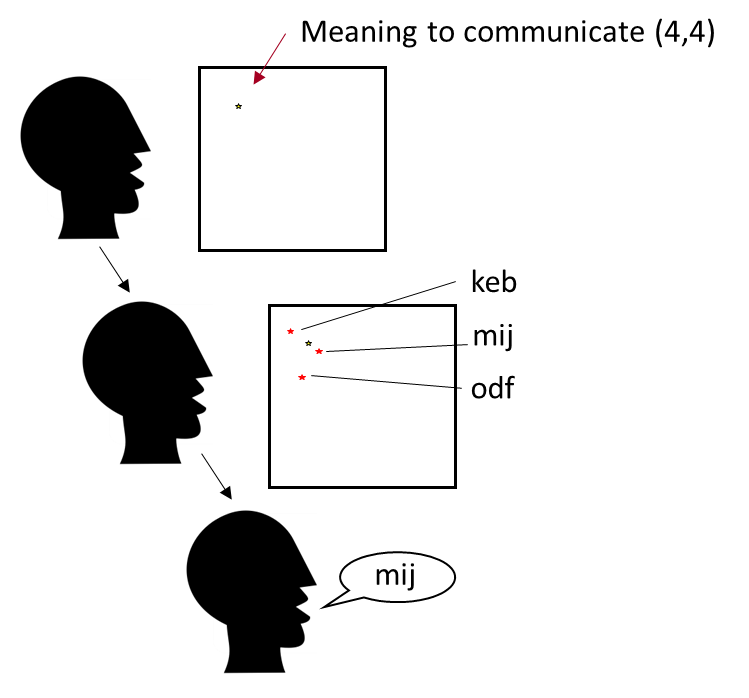 Meaning to communicate (4,4)
keb
mij
odf
mij